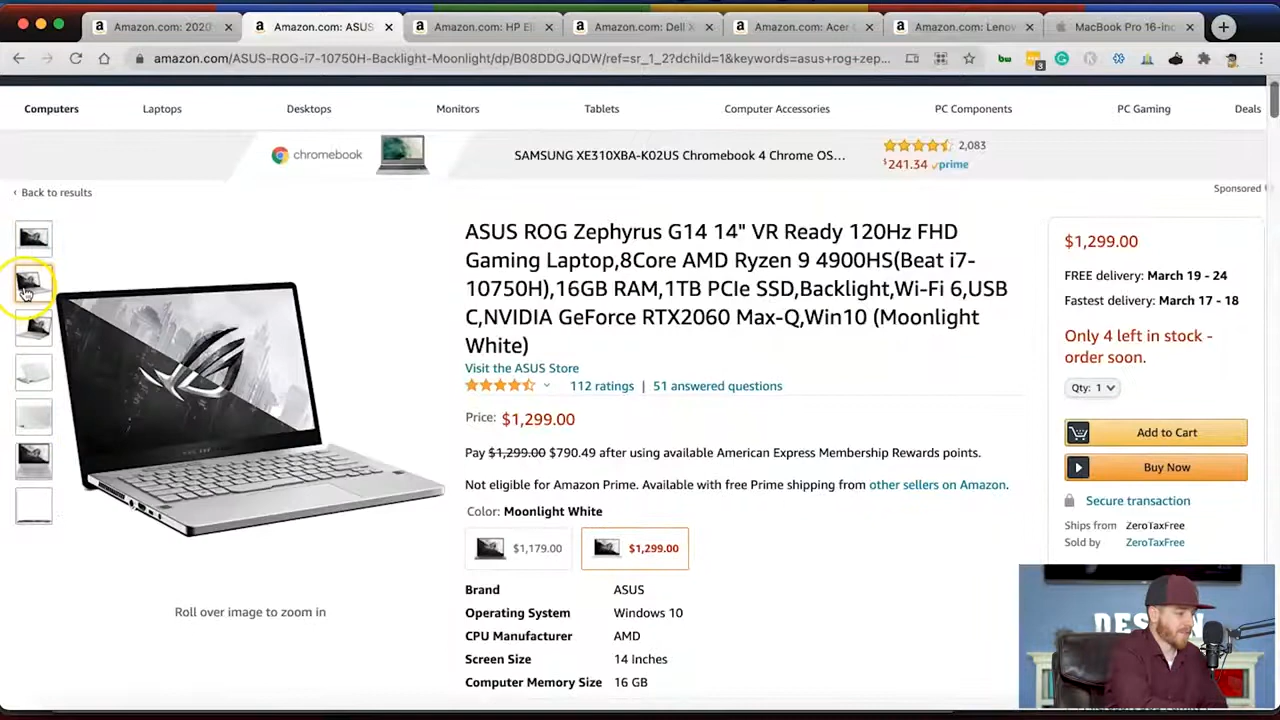 Amazon.com: 2020
Amazon.com: ASUS
Amazon.com: HP Eli
Amazon.com: Dell X
Amazon.com: Acer C
Amazon.com: Lenov
MacBook Pro 16-inc
amazon.com/ASUS-ROG-i7-10750H-Backlight-Moonlight/dp/B08DDGJQDW/ref=sr_1_2?dchild=1&keywords=asus+rog+zep...
3
Computers Laptops Desktops Monitors Tablets Computer Accessories PC Components PC Gaming Deals
chromebook
SAMSUNG XE310XBA-K02US Chromebook 4 Chrome OS...
2,083
$241.34 prime
‹ Back to results
Sponsored
ASUS ROG Zephyrus G14 14" VR Ready 120Hz FHD
Gaming Laptop,8Core AMD Ryzen 9 4900HS(Beat i7-
10750H),16GB RAM,1TB PCIe SSD,Backlight,Wi-Fi 6,USB
C,NVIDIA GeForce RTX2060 Max-Q,Win10 (Moonlight
White)
Visit the ASUS Store
112 ratings | 51 answered questions
Price: $1,299.00
Pay $1,299.00 $790.49 after using available American Express Membership Rewards points.
Not eligible for Amazon Prime. Available with free Prime shipping from other sellers on Amazon.
Color: Moonlight White
$1,179.00
$1,299.00
Brand ASUS
Operating System Windows 10
CPU Manufacturer AMD
Screen Size 14 Inches
Computer Memory Size 16 GB
Roll over image to zoom in
$1,299.00
FREE delivery: March 19 - 24
Fastest delivery: March 17 - 18
Only 4 left in stock -
order soon.
Qty: 1
Add to Cart
Buy Now
Secure transaction
Ships from ZeroTaxFree
Sold by ZeroTaxFree